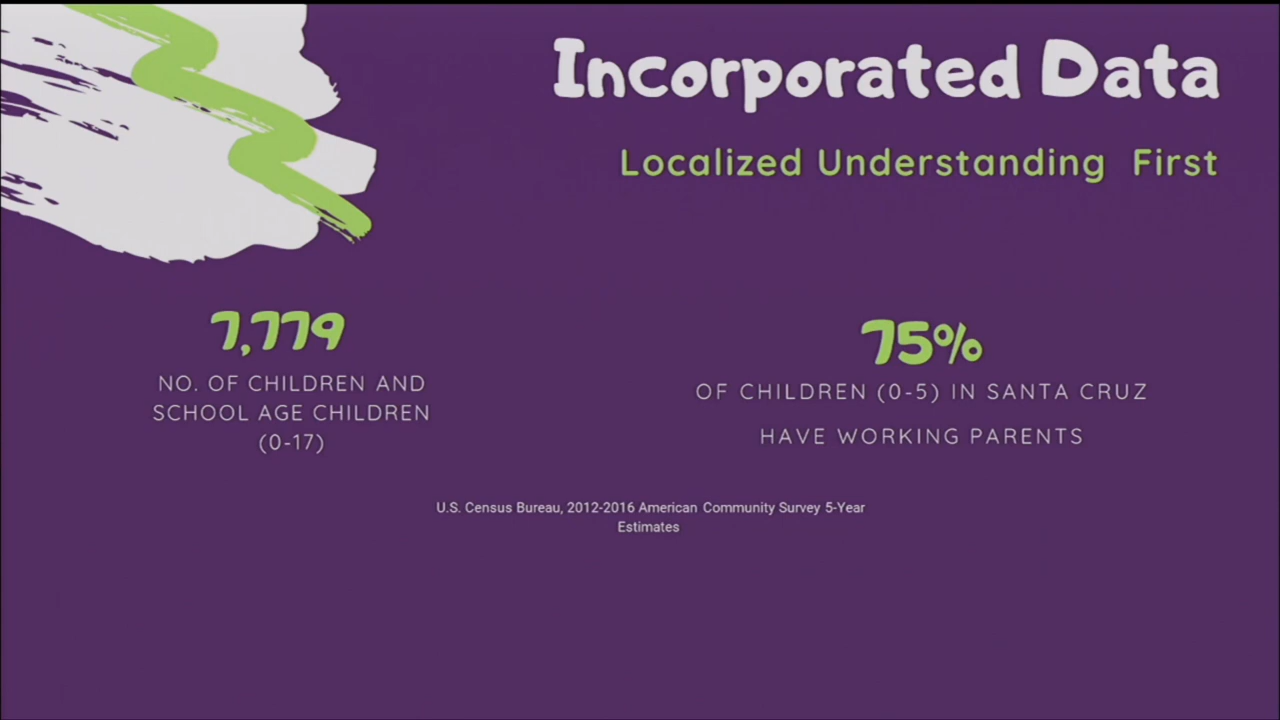 Incorporated Data
Localized Understanding First
7,779
NO. OF CHILDREN AND
SCHOOL AGE CHILDREN
(0-17)
75%
OF CHILDREN (0-5) IN SANTA CRUZ
HAVE WORKING PARENTS
U.S. Census Bureau, 2012-2016 American Community Survey 5-Year
Estimates